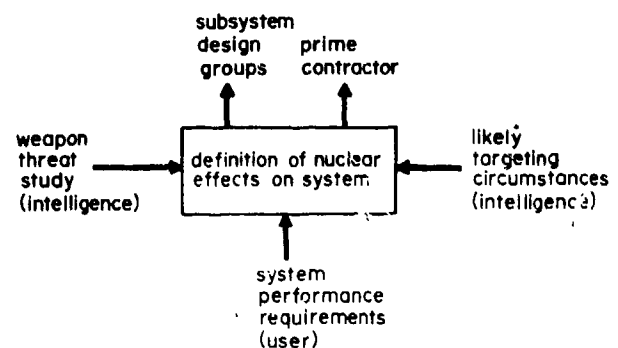 subsystem
design
groups
prime
contractor
weapon
threat
study
(intelligence)
definition of nuclear
effects on system
likely
targeting
circumstances
(intelligence)
system
performance
requirements
(user)